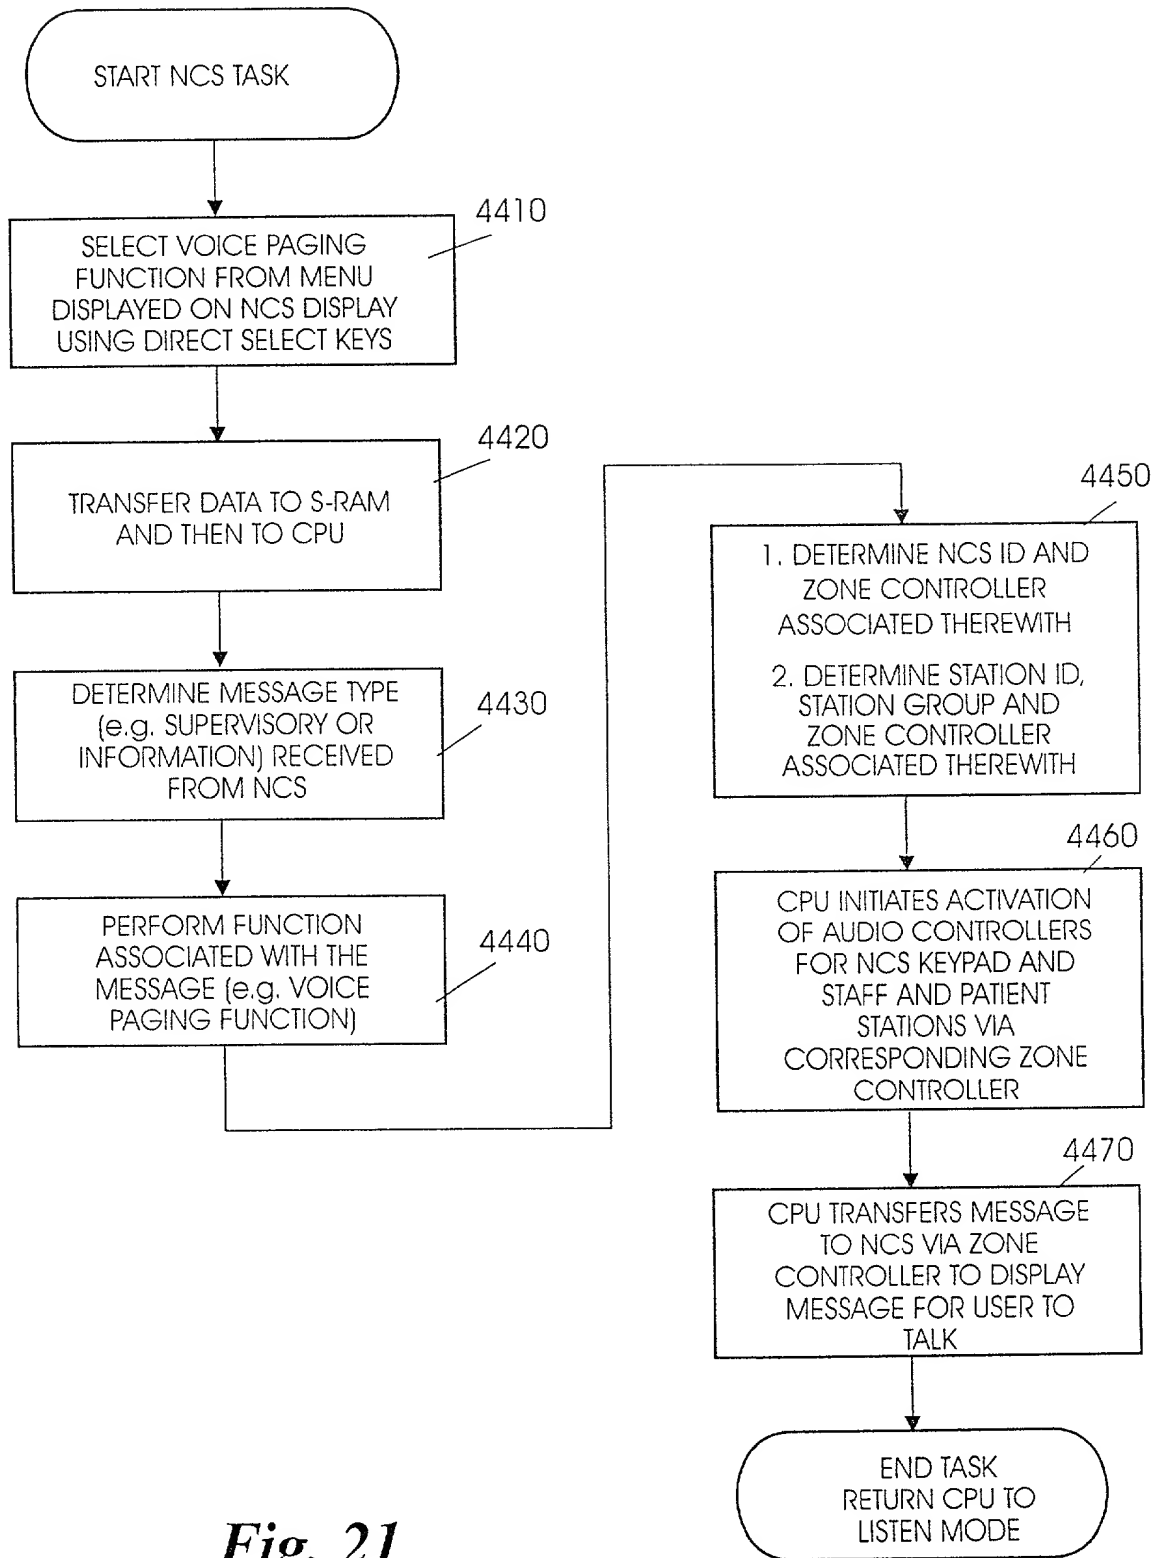 START NCS TASK
4410
SELECT VOICE PAGING
FUNCTION FROM MENU
DISPLAYED ON NCS DISPLAY
USING DIRECT SELECT KEYS
4420
TRANSFER DATA TO S-RAM
AND THEN TO CPU
4430
DETERMINE MESSAGE TYPE
(e.g. SUPERVISORY OR
INFORMATION) RECEIVED
FROM NCS
4440
PERFORM FUNCTION
ASSOCIATED WITH THE
MESSAGE (e.g. VOICE
PAGING FUNCTION)
4450
1. DETERMINE NCS ID AND
ZONE CONTROLLER
ASSOCIATED THEREWITH
2. DETERMINE STATION ID,
STATION GROUP AND
ZONE CONTROLLER
ASSOCIATED THEREWITH
4460
CPU INITIATES ACTIVATION
OF AUDIO CONTROLLERS
FOR NCS KEYPAD AND
STAFF AND PATIENT
STATIONS VIA
CORRESPONDING ZONE
CONTROLLER
4470
CPU TRANSFERS MESSAGE
TO NCS VIA ZONE
CONTROLLER TO DISPLAY
MESSAGE FOR USER TO
TALK
END TASK
RETURN CPU TO
LISTEN MODE
Fig. 21